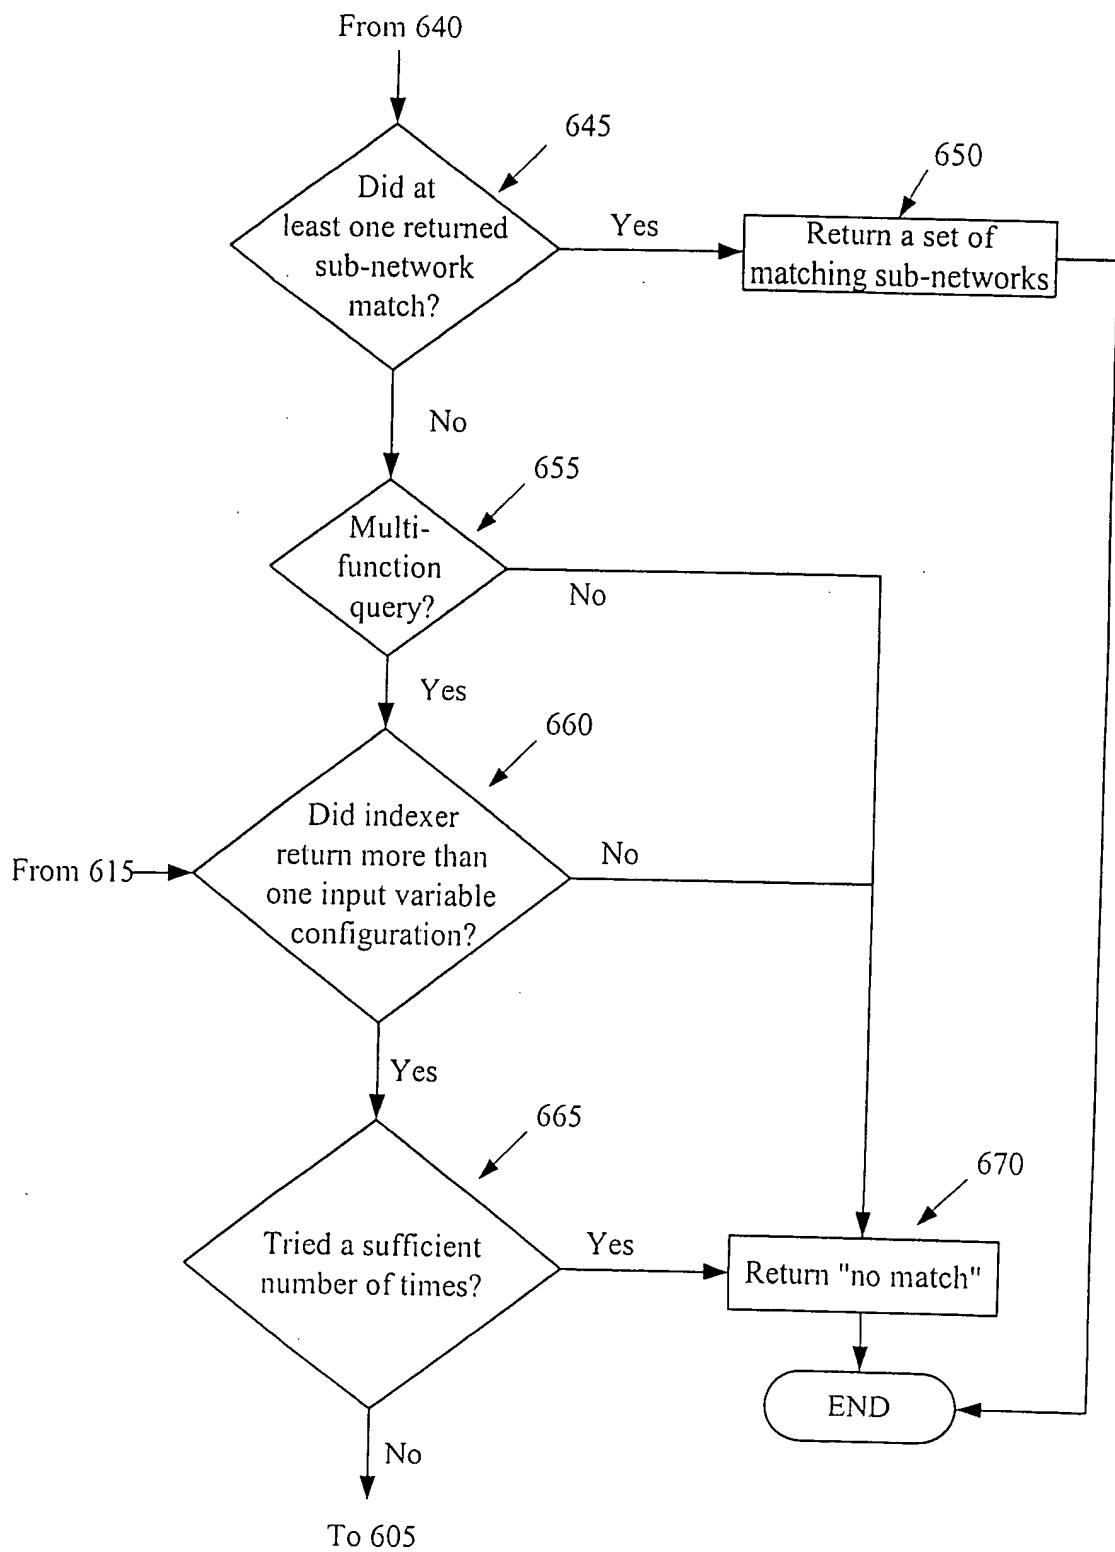 From 640
645
Did at
least one returned
sub-network
match?
Yes
650
Return a set of
matching sub-networks
No
655
Multi-
function
query?
No
Yes
660
Did indexer
return more than
one input variable
configuration?
From 615
No
Yes
665
Tried a sufficient
number of times?
Yes
670
Return "no match"
END
No
To 605